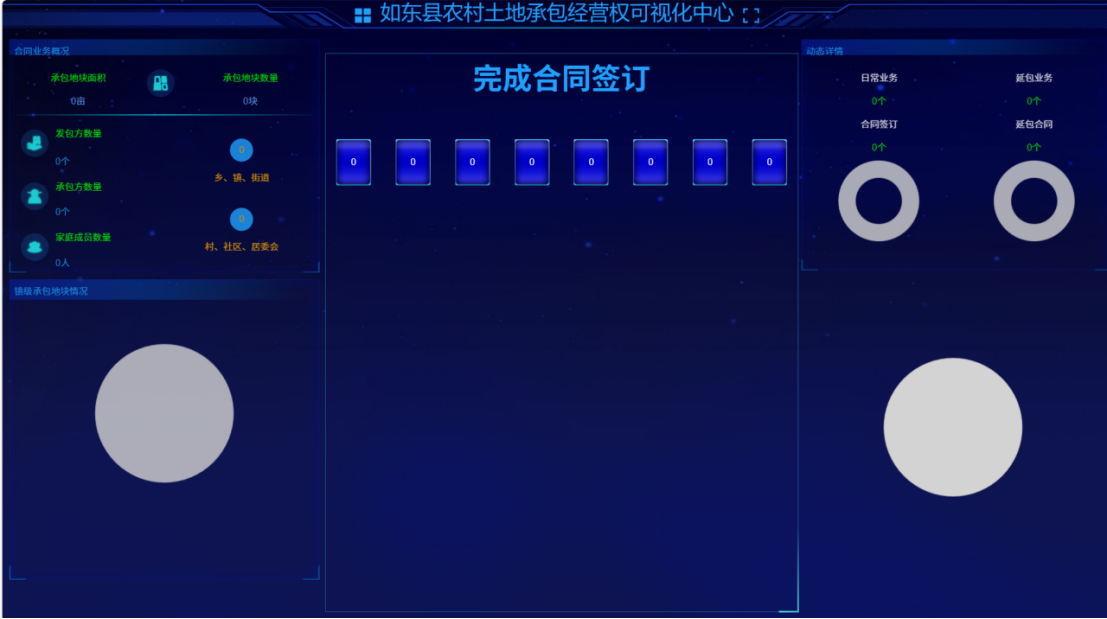 如东县农村土地承包经营权可视化中心
合同业务概况
承包地块面积
0亩
承包地块数量
0块
发包方数量
0个
0
乡、镇、街道
承包方数量
0个
0
村、社区、居委会
家庭成员数量
0人
镇级承包地块情况
完成合同签订
0 0 0 0 0 0 0 0
动态详情
日常业务 延包业务
0个 0个
合同签订 延包合同
0个 0个